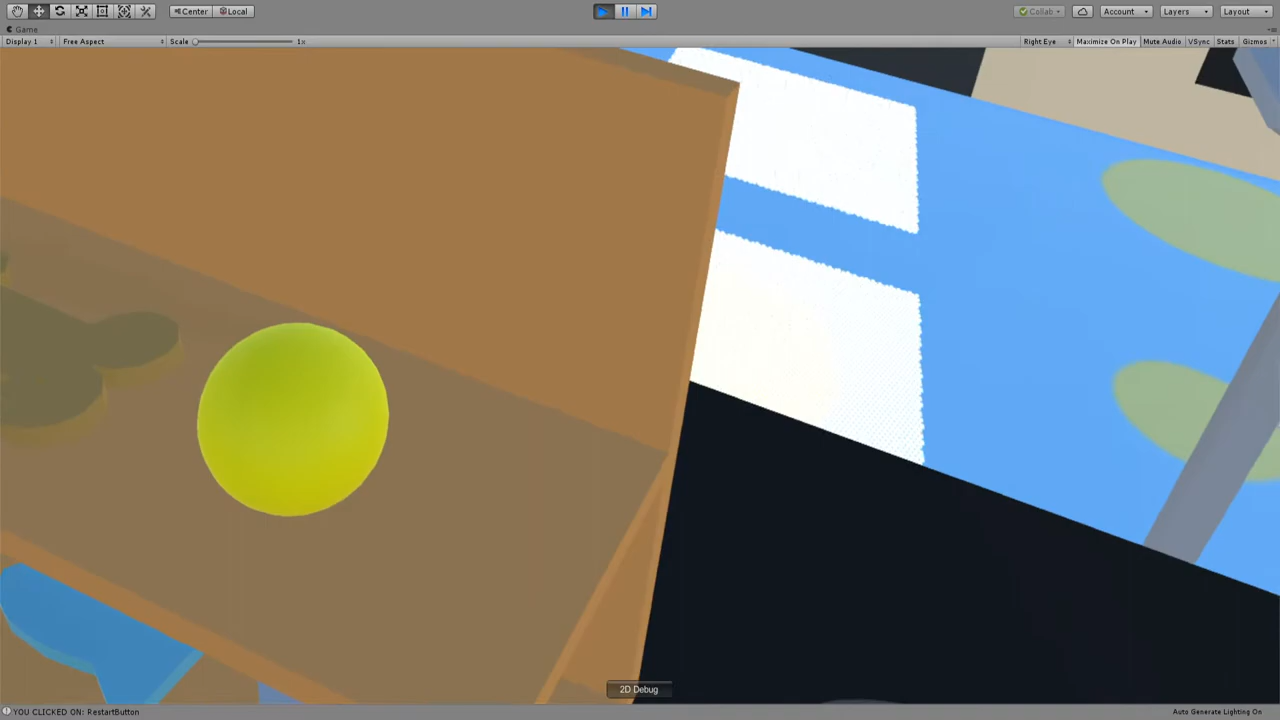 Center Local Collab Account Layers Layout
Game
Display 1 Free Aspect Scale 1x Right Eye Maximize On Play Mute Audio VSync Stats Gizmos
2D Debug
YOU CLICKED ON: RestartButton Auto Generate Lighting On